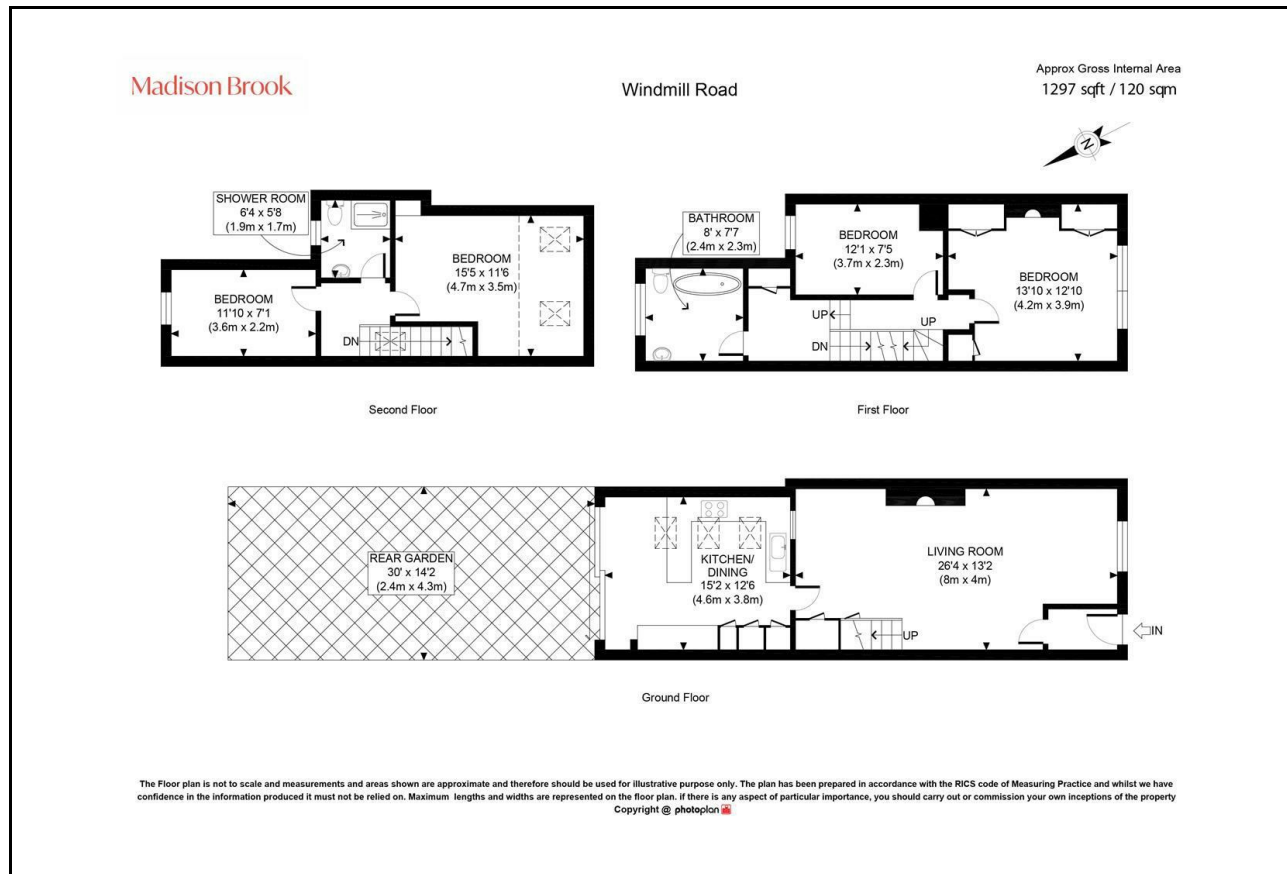 Madison Brook
Windmill Road
Approx Gross Internal Area
1297 sqft / 120 sqm
N
SHOWER ROOM
6'4 x 5'8
(1.9m x 1.7m)
BEDROOM
15'5 x 11'6
(4.7m x 3.5m)
BEDROOM
11'10 x 7'1
(3.6m x 2.2m)
DN
Second Floor
BATHROOM
8' x 7'7
(2.4m x 2.3m)
BEDROOM
12'1 x 7'5
(3.7m x 2.3m)
BEDROOM
13'10 x 12'10
(4.2m x 3.9m)
UP
UP
DN
First Floor
REAR GARDEN
30' x 14'2
(2.4m x 4.3m)
KITCHEN/
DINING
15'2 x 12'6
(4.6m x 3.8m)
LIVING ROOM
26'4 x 13'2
(8m x 4m)
UP
IN
Ground Floor
The Floor plan is not to scale and measurements and areas shown are approximate and therefore should be used for illustrative purpose only. The plan has been prepared in accordance with the RICS code of Measuring Practice and whilst we have
confidence in the information produced it must not be relied on. Maximum lengths and widths are represented on the floor plan. if there is any aspect of particular importance, you should carry out or commission your own inceptions of the property
Copyright @ photoplan